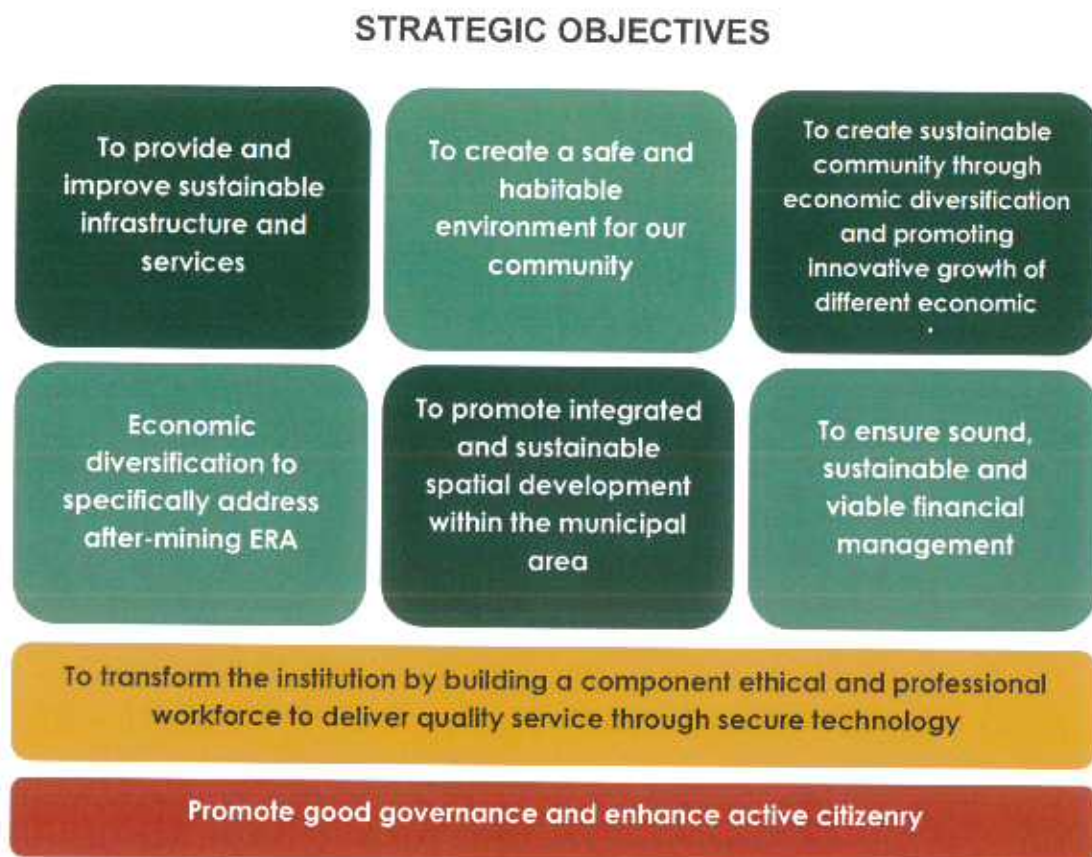 STRATEGIC OBJECTIVES
To provide and
improve sustainable
infrastructure and
services
To create a safe and
habitable
environment for our
community
To create sustainable
community through
economic diversification
and promoting
innovative growth of
different economic
.
Economic
diversification to
specifically address
after-mining ERA
To promote integrated
and sustainable
spatial development
within the municipal
area
To ensure sound,
sustainable and
viable financial
management
To transform the institution by building a component ethical and professional
workforce to deliver quality service through secure technology
Promote good governance and enhance active citizenry